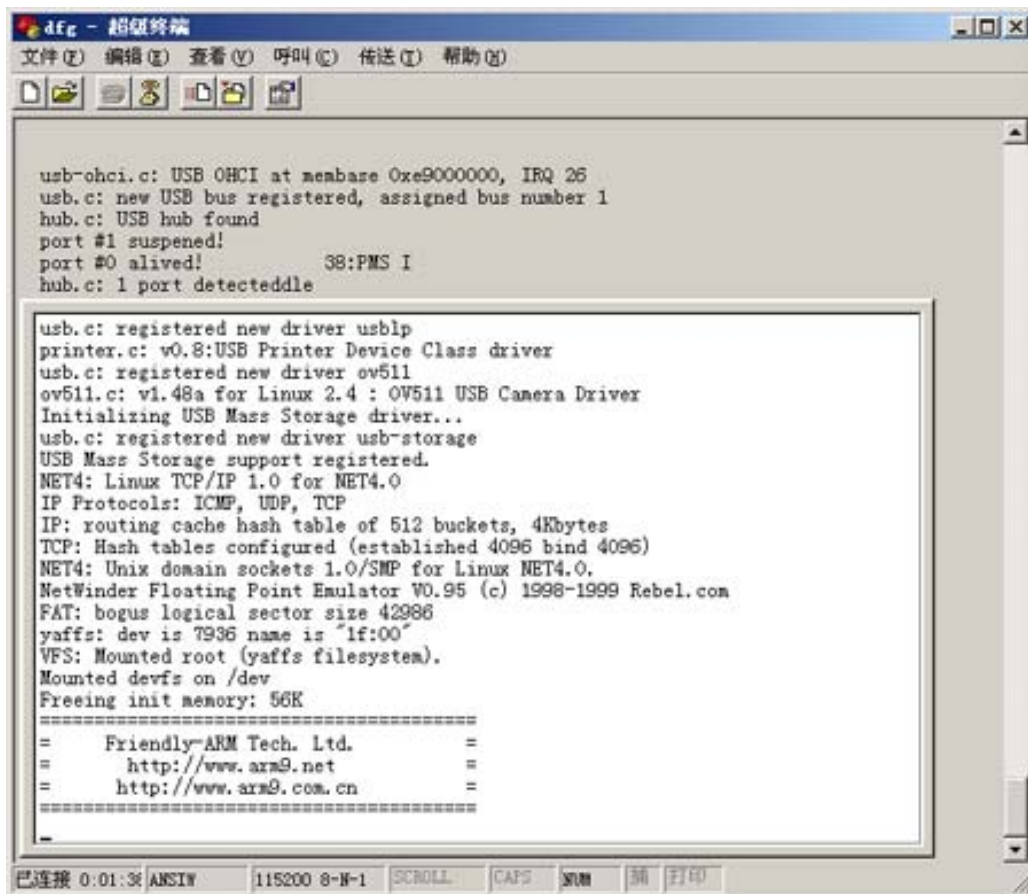 dfg - 超级终端
文件(F) 编辑(E) 查看(V) 呼叫(C) 传送(T) 帮助(H)
usb-ohci.c: USB OHCI at membase 0xe9000000, IRQ 26
usb.c: new USB bus registered, assigned bus number 1
hub.c: USB hub found
port #1 suspened!
port #0 alived! 38:PMS I
hub.c: 1 port detecteddle
usb.c: registered new driver usblp
printer.c: v0.8:USB Printer Device Class driver
usb.c: registered new driver ov511
ov511.c: v1.48a for Linux 2.4 : OV511 USB Camera Driver
Initializing USB Mass Storage driver...
usb.c: registered new driver usb-storage
USB Mass Storage support registered.
NET4: Linux TCP/IP 1.0 for NET4.0
IP Protocols: ICMP, UDP, TCP
IP: routing cache hash table of 512 buckets, 4Kbytes
TCP: Hash tables configured (established 4096 bind 4096)
NET4: Unix domain sockets 1.0/SMP for Linux NET4.0.
NetWinder Floating Point Emulator V0.95 (c) 1998-1999 Rebel.com
FAT: bogus logical sector size 42986
yaffs: dev is 7936 name is "1f:00"
VFS: Mounted root (yaffs filesystem).
Mounted devfs on /dev
Freeing init memory: 56K
========================================
= Friendly-ARM Tech. Ltd. =
= http://www.arm9.net =
= http://www.arm9.com.cn =
========================================
已连接 0:01:36 ANSIW 115200 8-N-1 SCROLL CAPS NUM 捕 打印